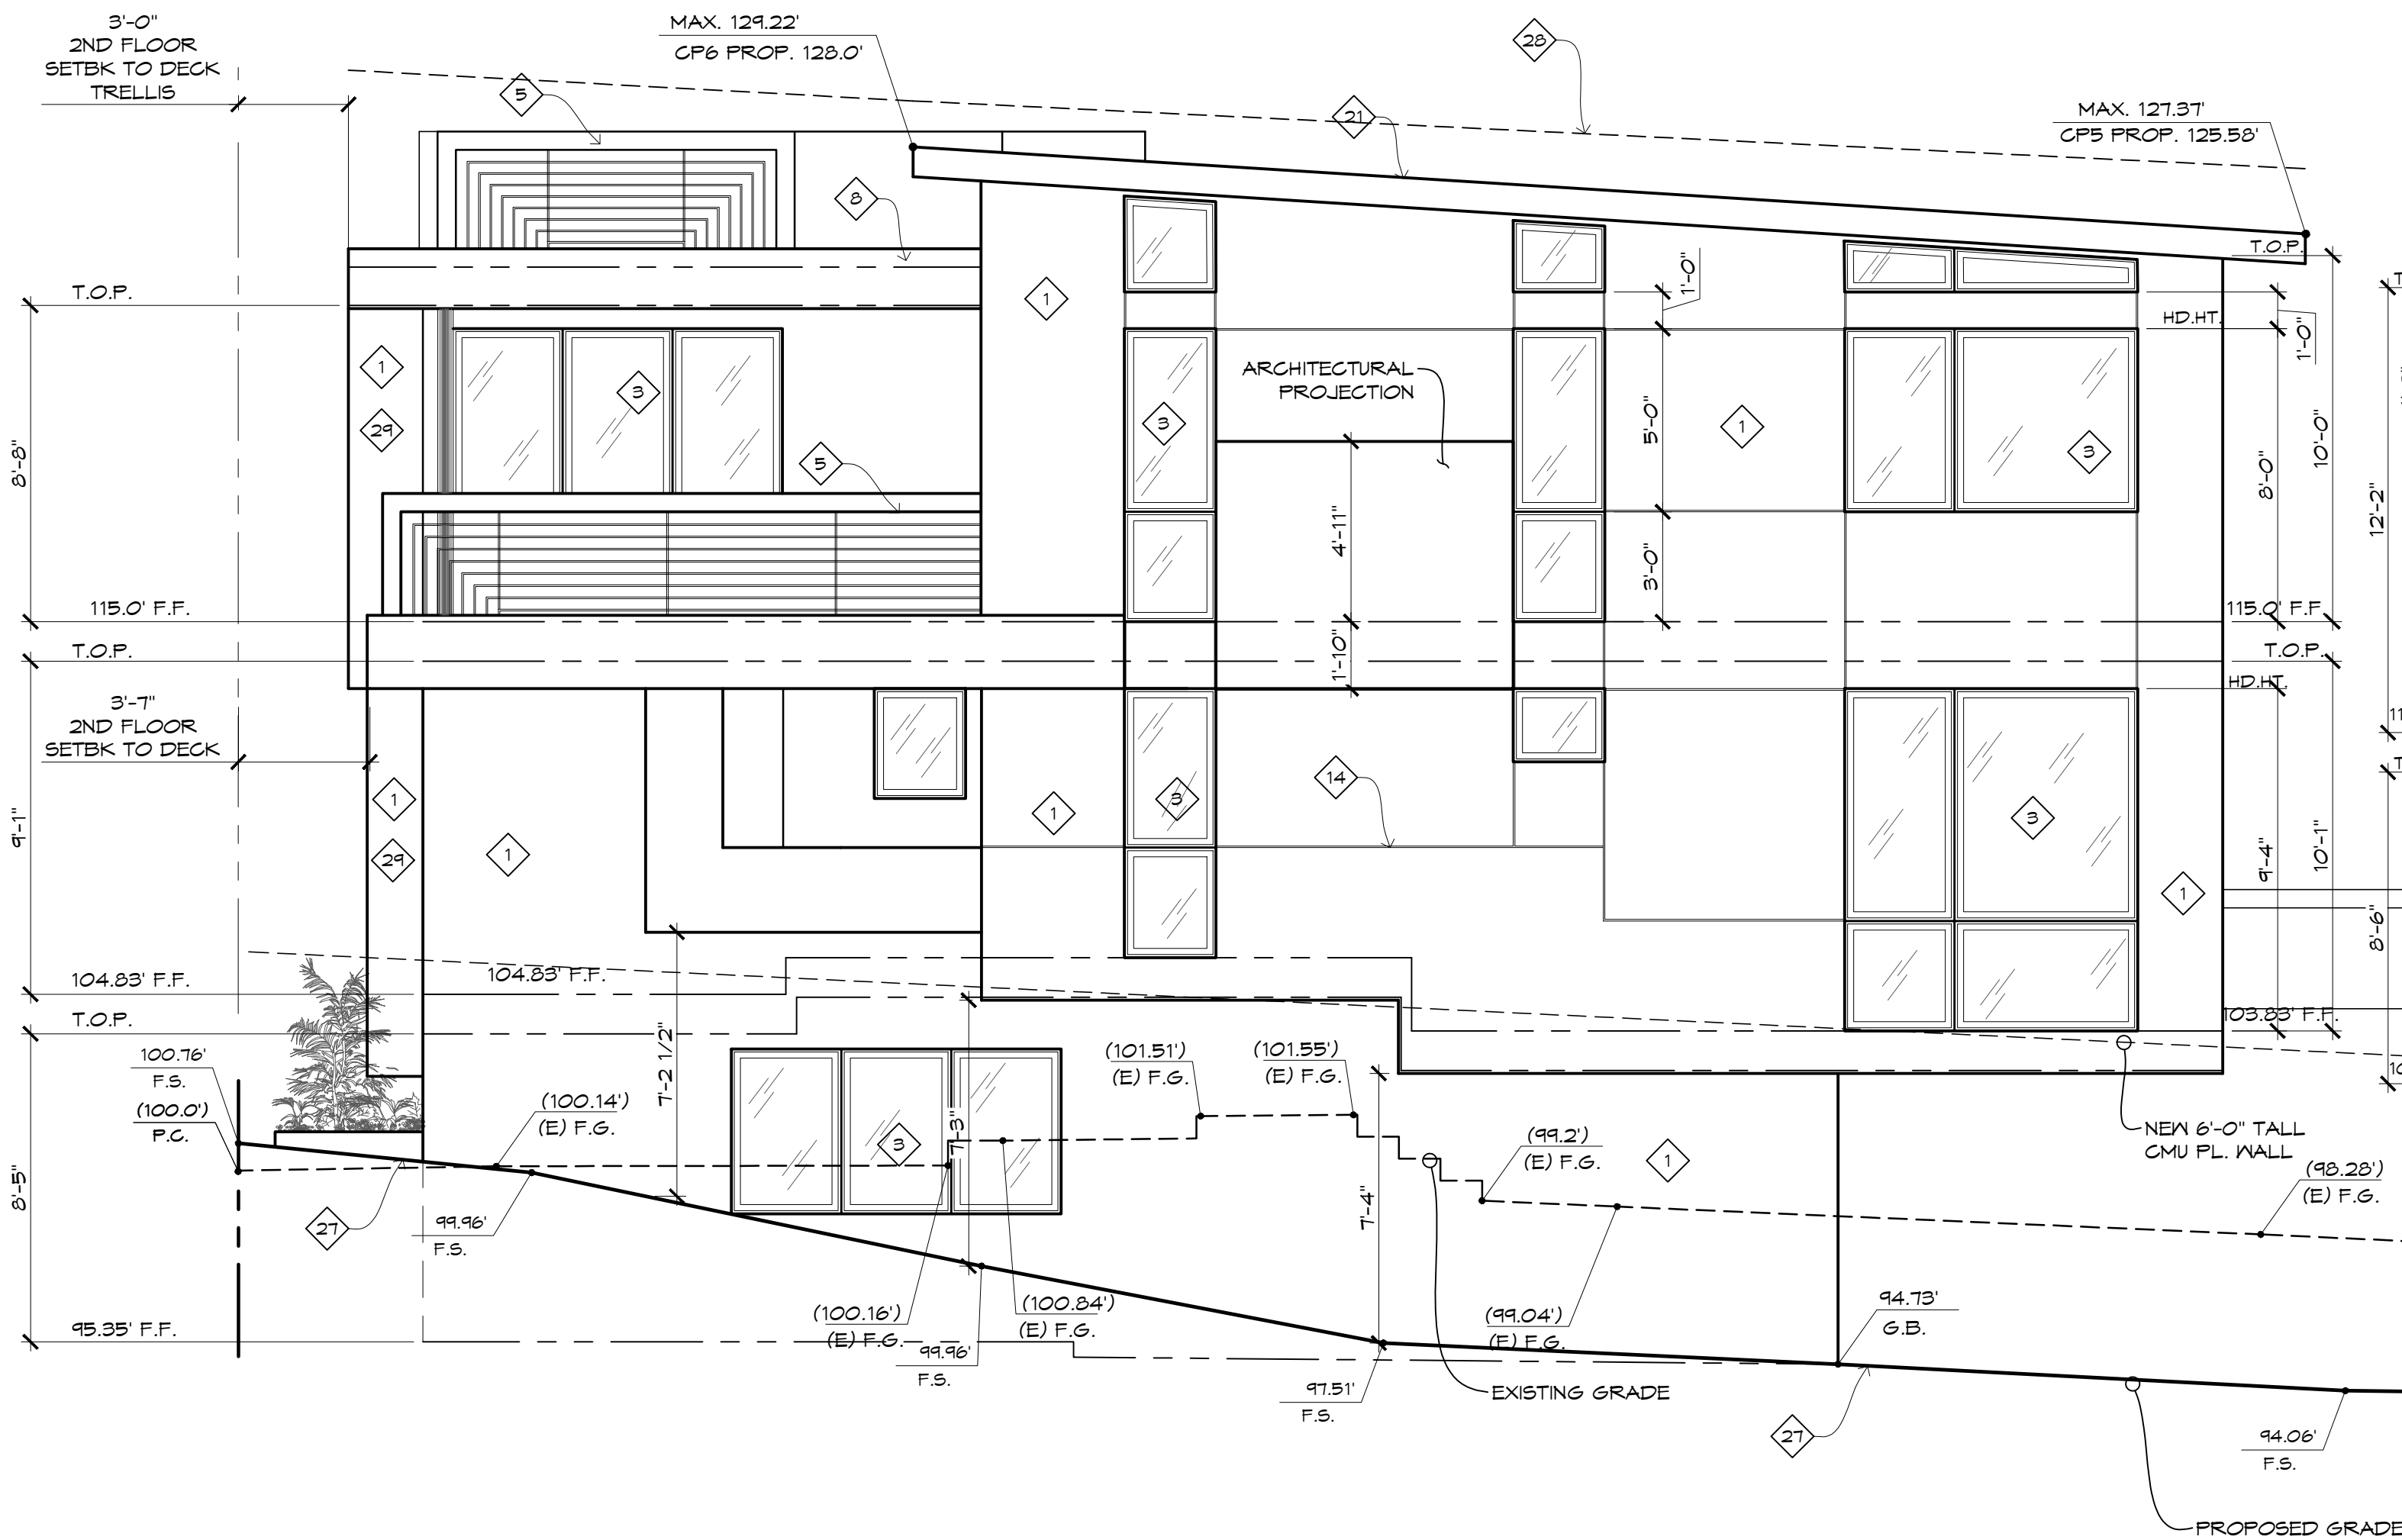 3'-0"
2ND FLOOR
SETBK TO DECK
TRELLIS
MAX. 129.22'
CP6 PROP. 128.0'
28
5
21
MAX. 127.37'
CP5 PROP. 125.58'
8
T.O.P.
T.O.P.
1
1'-0"
HD.HT.
1'-0"
1
29
3
ARCHITECTURAL
PROJECTION
3
5'-0"
1
3
8'-8"
5
8'-0"
10'-0"
12'-2"
4'-11"
3'-0"
115.0' F.F.
115.0' F.F.
T.O.P.
1'-10"
T.O.P.
HD.HT.
3'-7"
2ND FLOOR
SETBK TO DECK
1
29
1
1
3
14
3
9'-1"
9'-4"
10'-1"
1
8'-6"
104.83' F.F.
104.83' F.F.
T.O.P.
103.83' F.F.
100.76'
F.S.
(100.0')
P.C.
(100.14')
(E) F.G.
7'-2 1/2"
7'-3"
3
(101.51')
(E) F.G.
(101.55')
(E) F.G.
7'-4"
(99.2')
(E) F.G.
1
NEW 6'-0" TALL
CMU PL. WALL
(98.28')
(E) F.G.
8'-5"
27
99.96'
F.S.
(100.16')
(E) F.G.
(100.84')
(E) F.G.
99.96'
F.S.
(99.04')
(E) F.G.
94.73'
G.B.
95.35' F.F.
97.51'
F.S.
EXISTING GRADE
27
94.06'
F.S.
PROPOSED GRADE